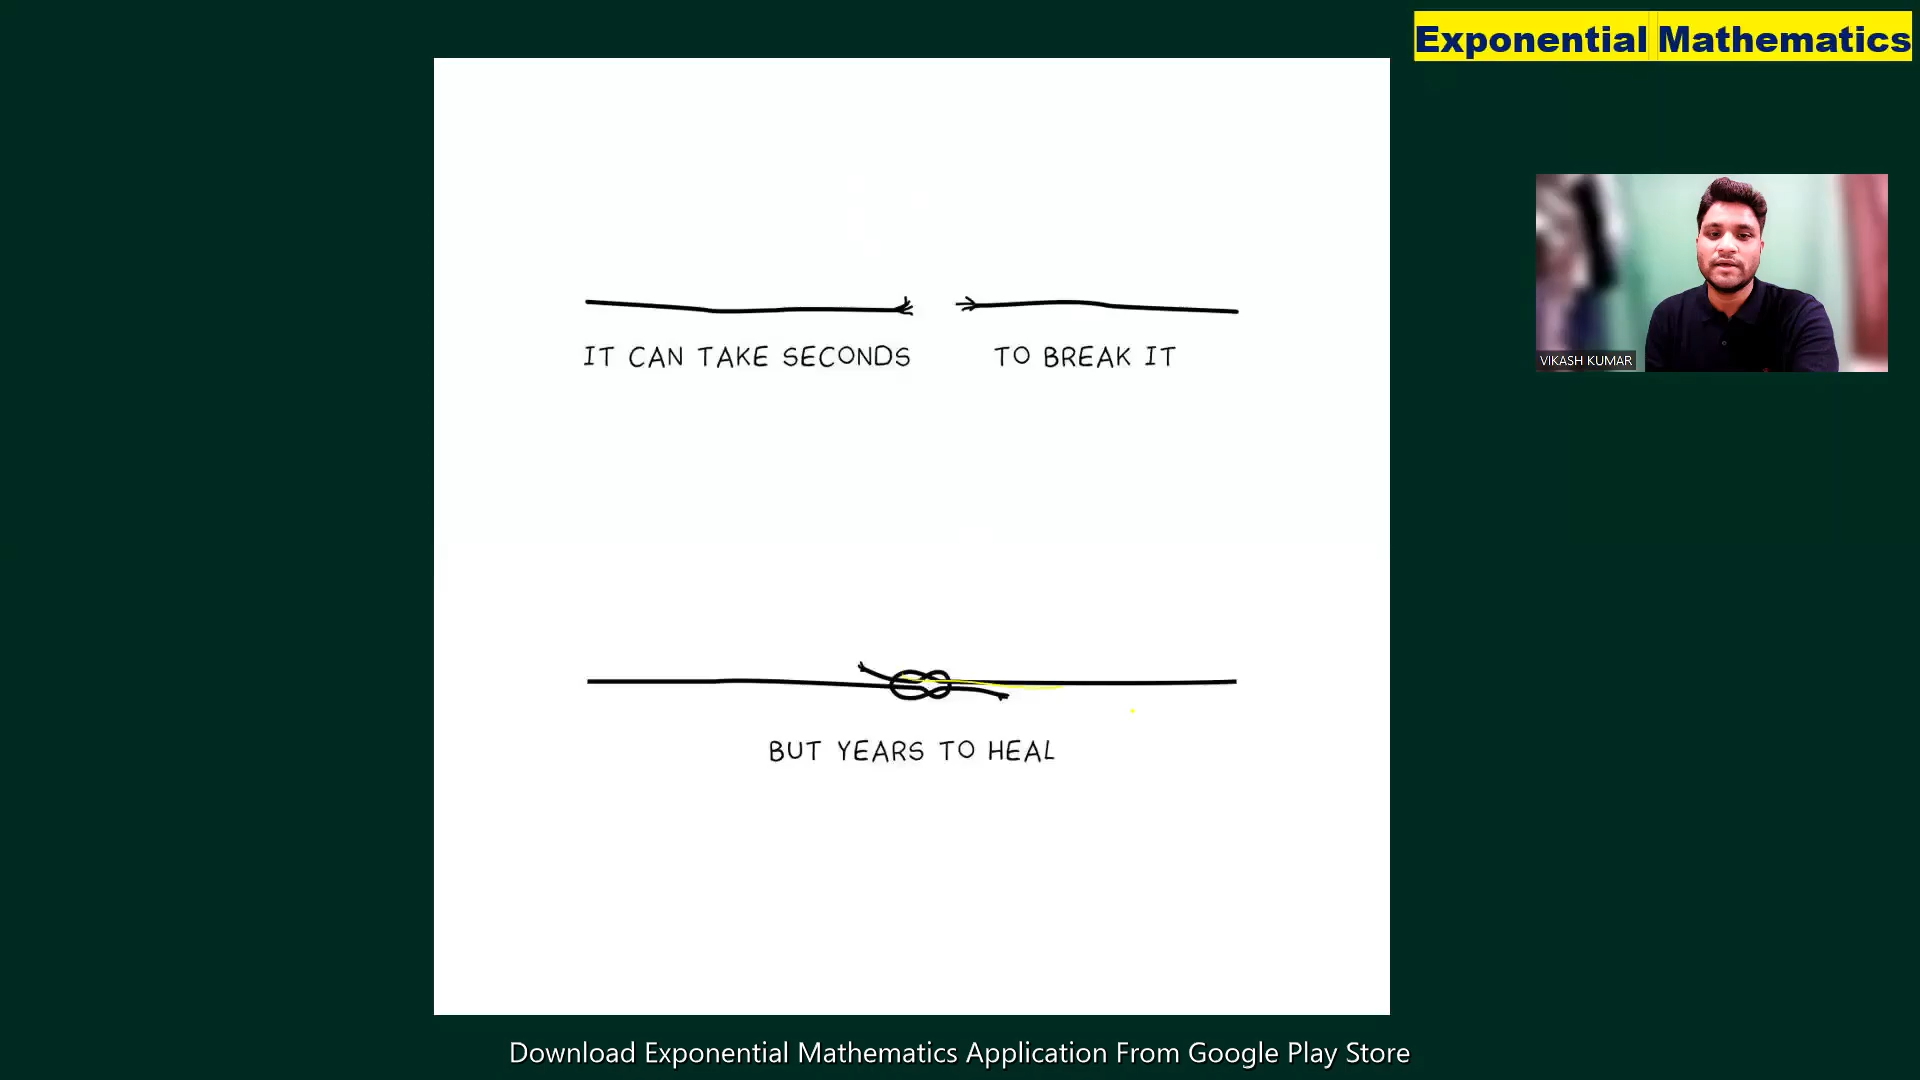 Exponential Mathematics
IT CAN TAKE SECONDS TO BREAK IT
VIKASH KUMAR
BUT YEARS TO HEAL
Download Exponential Mathematics Application From Google Play Store